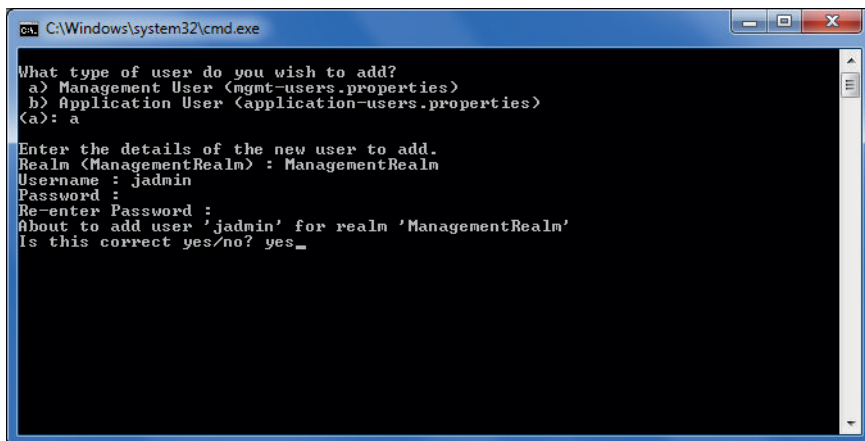 C:\Windows\system32\cmd.exe
What type of user do you wish to add?
 a) Management User (mgmt-users.properties)
 b) Application User (application-users.properties)
(a): a
Enter the details of the new user to add.
Realm (ManagementRealm) : ManagementRealm
Username : jadmin
Password :
Re-enter Password :
About to add user 'jadmin' for realm 'ManagementRealm'
Is this correct yes/no? yes_